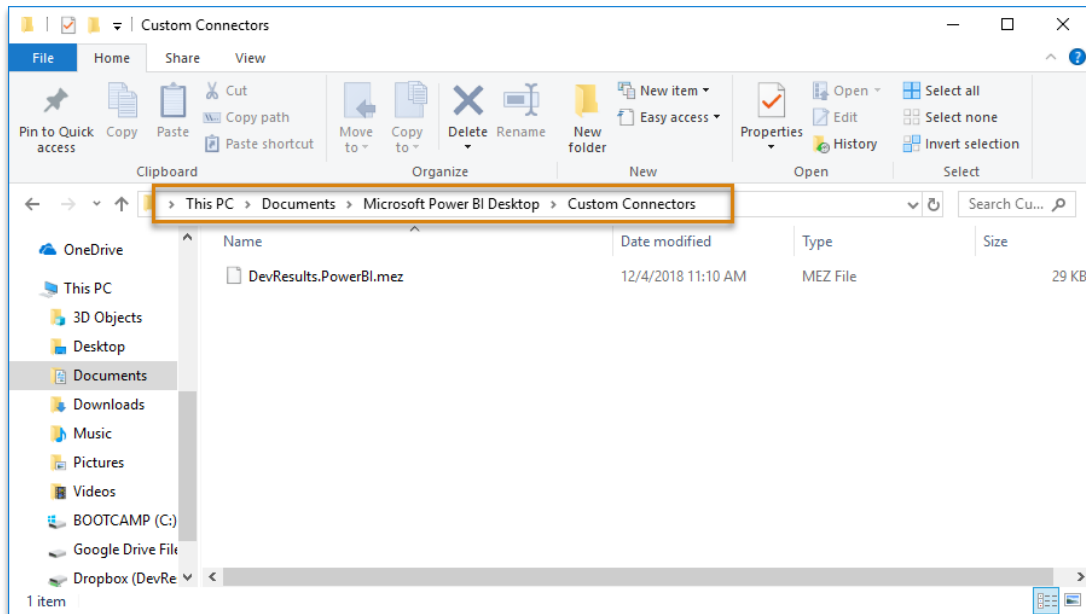 Custom Connectors
File Home Share View
Pin to Quick access
Copy
Paste
Cut
Copy path
Paste shortcut
Clipboard
Move to
Copy to
Delete
Rename
Organize
New folder
New item
Easy access
New
Properties
Open
Edit
History
Open
Select all
Select none
Invert selection
Select
This PC > Documents > Microsoft Power BI Desktop > Custom Connectors
Search Cu...
Name Date modified Type Size
DevResults.PowerBI.mez 12/4/2018 11:10 AM MEZ File 29 KB
OneDrive
This PC
3D Objects
Desktop
Documents
Downloads
Music
Pictures
Videos
BOOTCAMP (C:)
Google Drive File
Dropbox (DevRe
1 item